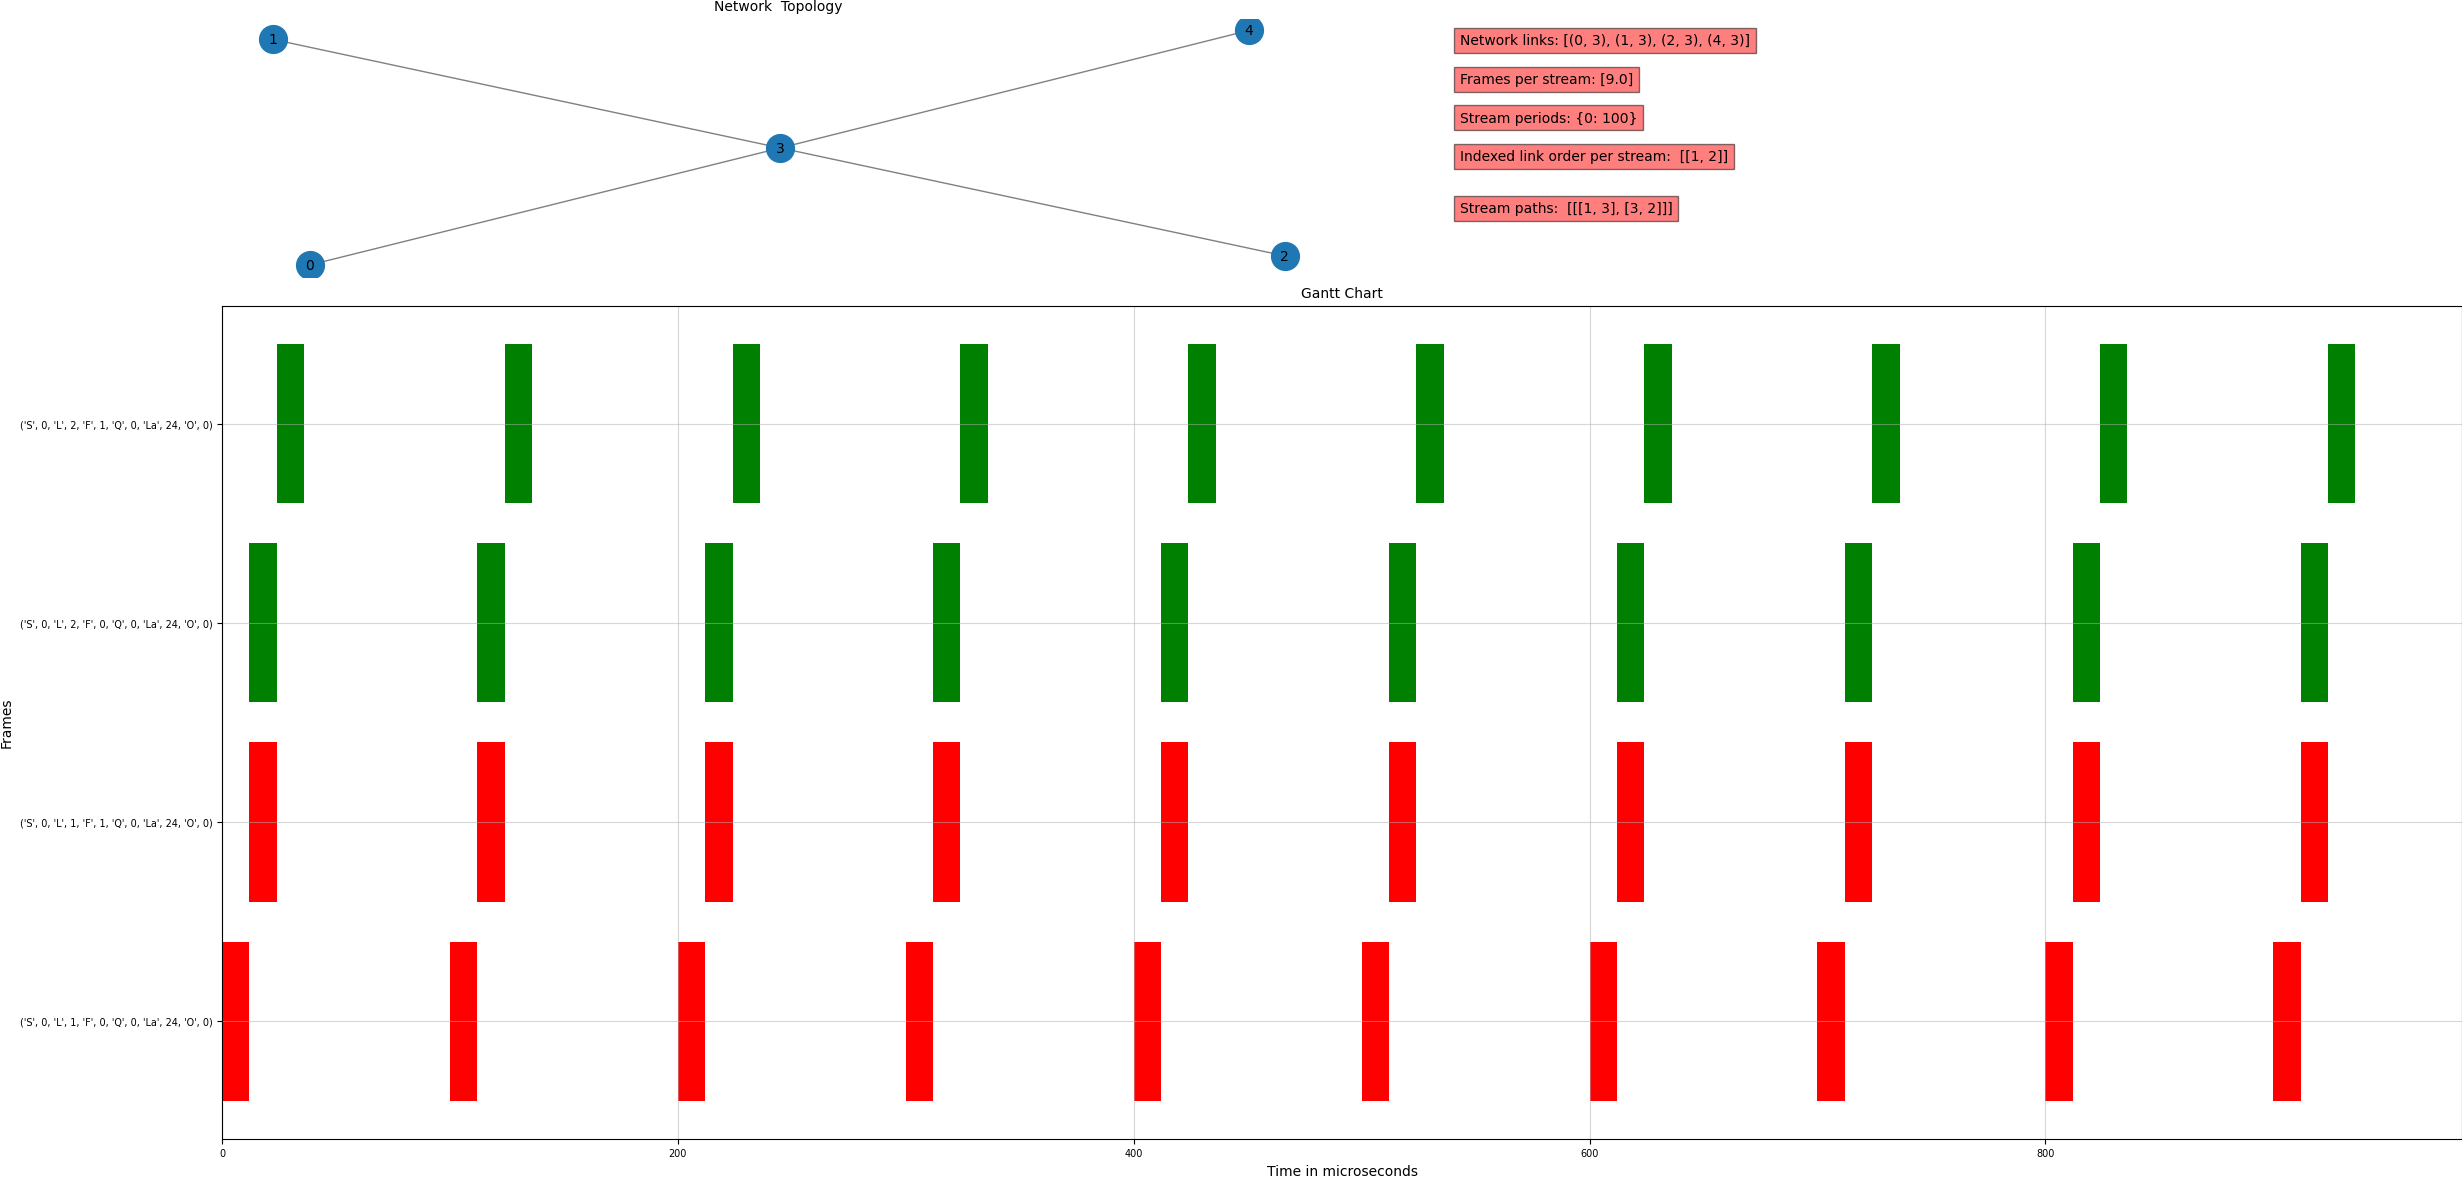 Network  Topology
1
4
3
0
2
Network links: [(0, 3), (1, 3), (2, 3), (4, 3)]
Frames per stream: [9.0]
Stream periods: {0: 100}
Indexed link order per stream:  [[1, 2]]
Stream paths:  [[[1, 3], [3, 2]]]
Gantt Chart
('S', 0, 'L', 2, 'F', 1, 'Q', 0, 'La', 24, 'O', 0)
('S', 0, 'L', 2, 'F', 0, 'Q', 0, 'La', 24, 'O', 0)
('S', 0, 'L', 1, 'F', 1, 'Q', 0, 'La', 24, 'O', 0)
('S', 0, 'L', 1, 'F', 0, 'Q', 0, 'La', 24, 'O', 0)
Frames
0 200 400 600 800
Time in microseconds